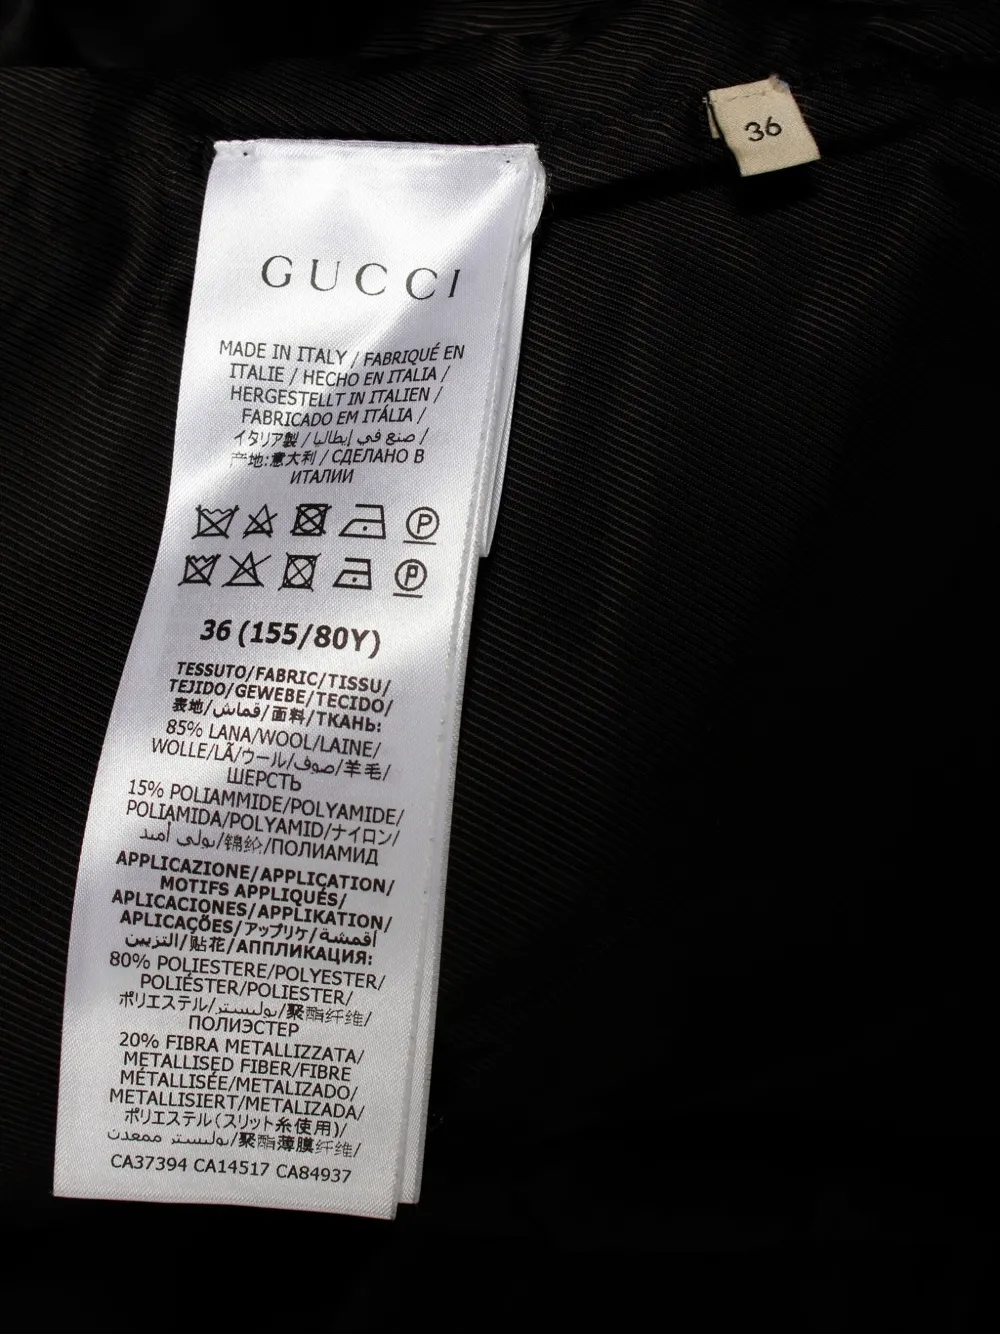 36
GUCCI
MADE IN ITALY / FABRIQUÉ EN
ITALIE / HECHO EN ITALIA /
HERGESTELLT IN ITALIEN /
FABRICADO EM ITÁLIA /
イタリア製 / صنع في إيطاليا /
产地:意大利 / СДЕЛАНО В
ИТАЛИИ
P
P
36 (155/80Y)
TESSUTO/FABRIC/TISSU/
TEJIDO/GEWEBE/TECIDO/
表地/قماش/面料/ТКАНЬ:
85% LANA/WOOL/LAINE/
WOLLE/LÃ/ウール/صوف/羊毛/
ШЕРСТЬ
15% POLIAMMIDE/POLYAMIDE/
POLIAMIDA/POLYAMID/ナイロン/
بولي أميد/锦纶/ПОЛИАМИД
APPLICAZIONE/APPLICATION/
MOTIFS APPLIQUÉS/
APLICACIONES/APPLIKATION/
APLICAÇÕES/アップリケ/أقمشة
التزيين/贴花/АППЛИКАЦИЯ:
80% POLIESTERE/POLYESTER/
POLIÉSTER/POLIESTER/
ポリエステル/بوليستر/聚酯纤维/
ПОЛИЭСТЕР
20% FIBRA METALLIZZATA/
METALLISED FIBER/FIBRE
MÉTALLISÉE/METALIZADO/
METALLISIERT/METALIZADA/
ポリエステル(スリット糸使用)/
بوليستر ممعدن/聚酯薄膜纤维/
CA37394 CA14517 CA84937